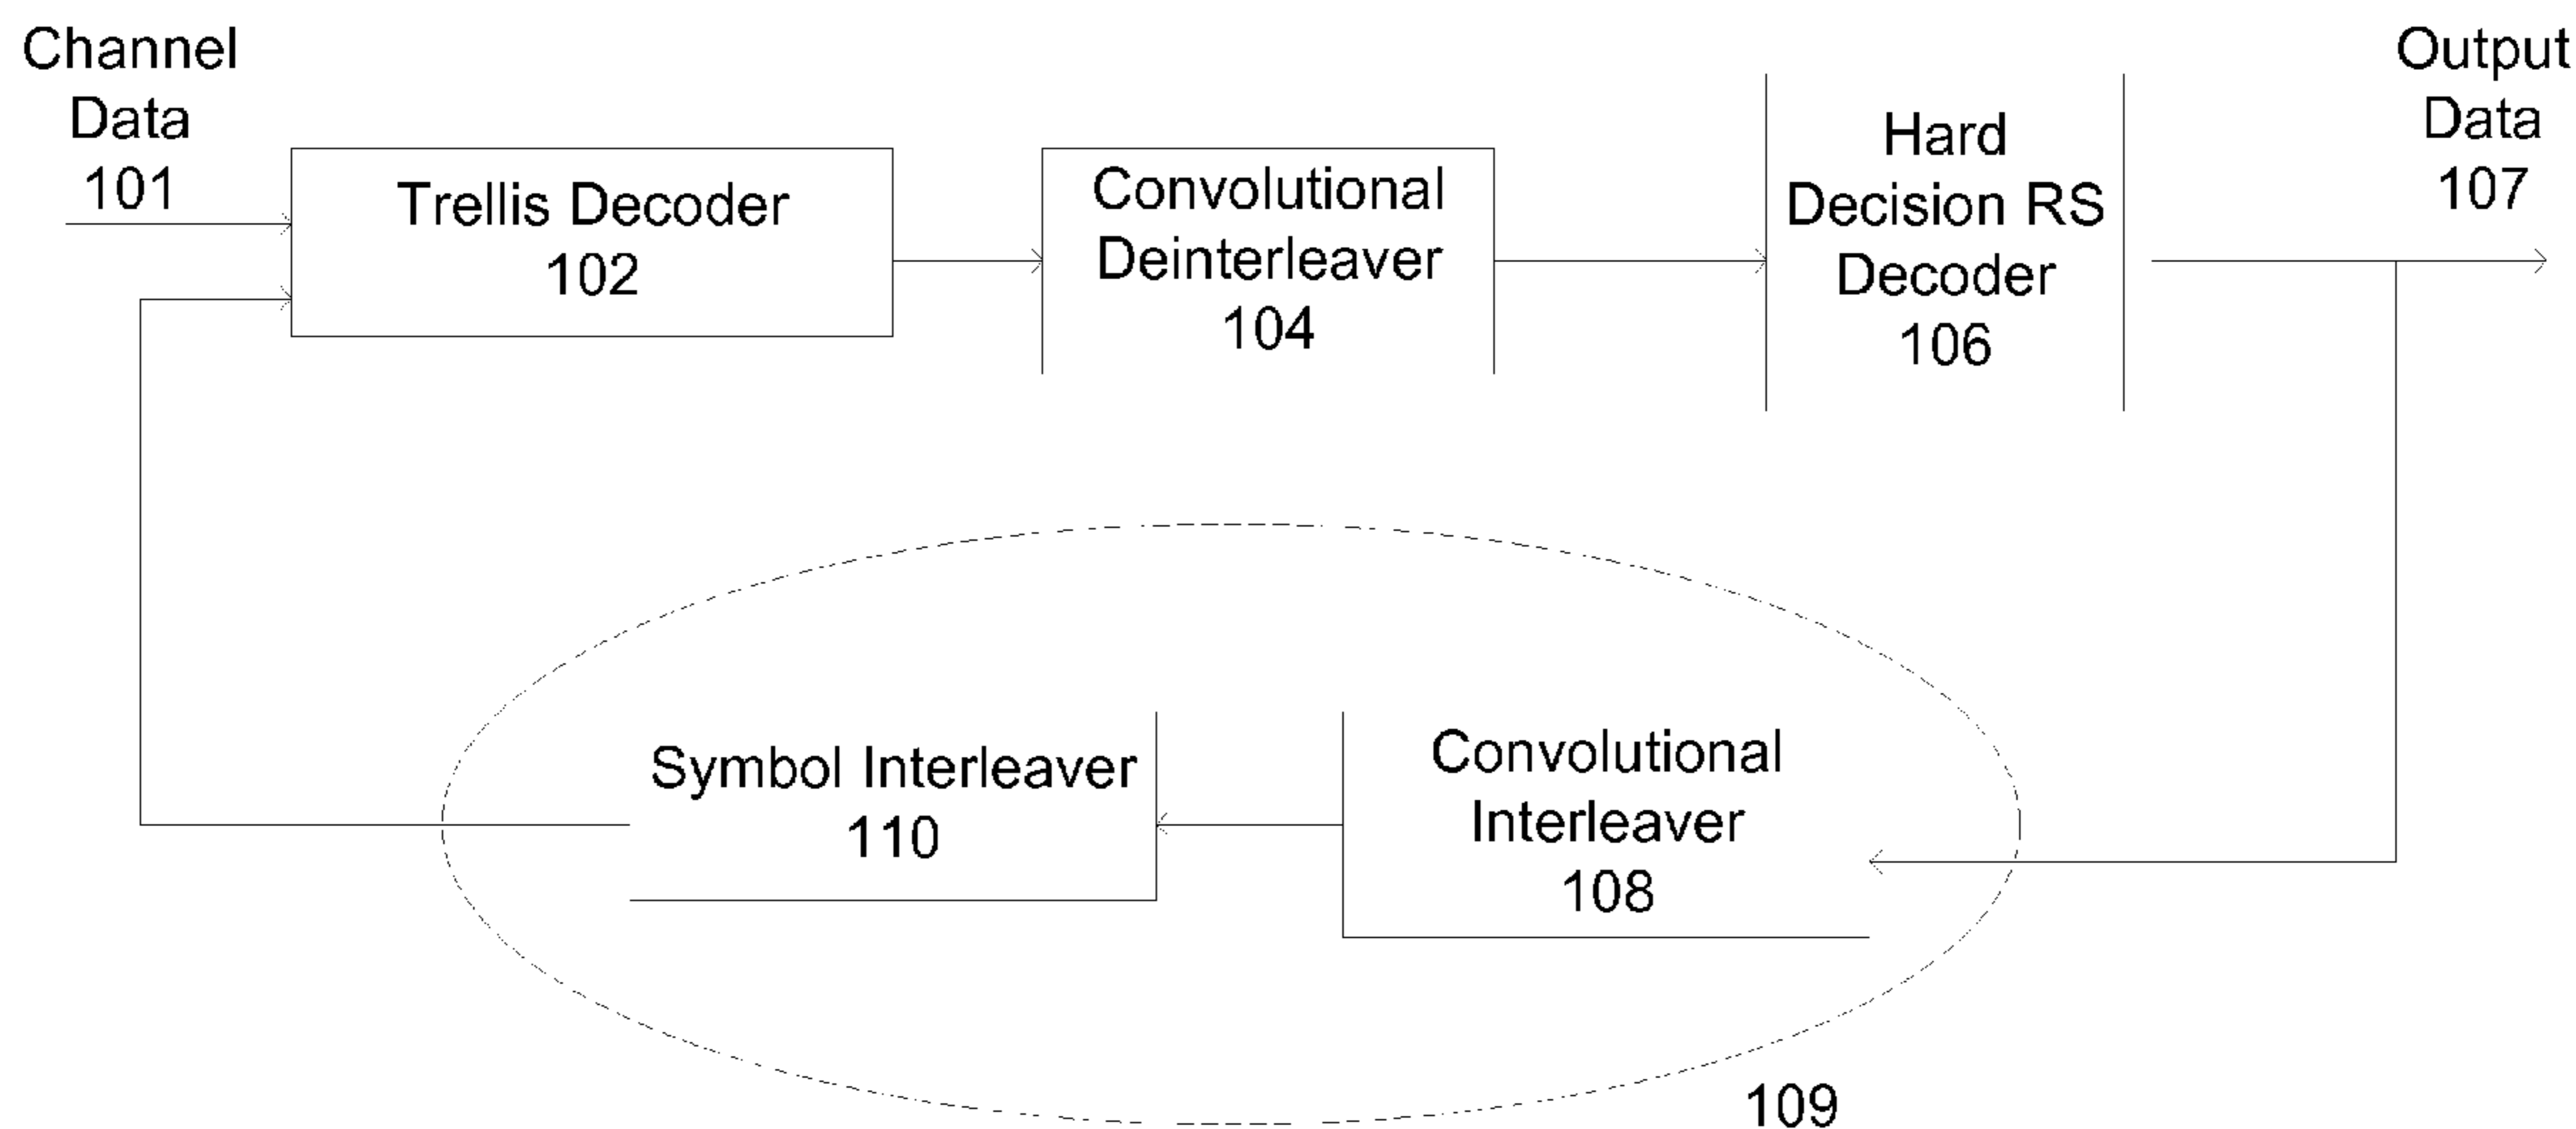 Channel
Data
101
Trellis Decoder
102
Convolutional
Deinterleaver
104
Hard
Decision RS
Decoder
106
Output
Data
107
Symbol Interleaver
110
Convolutional
Interleaver
108
109